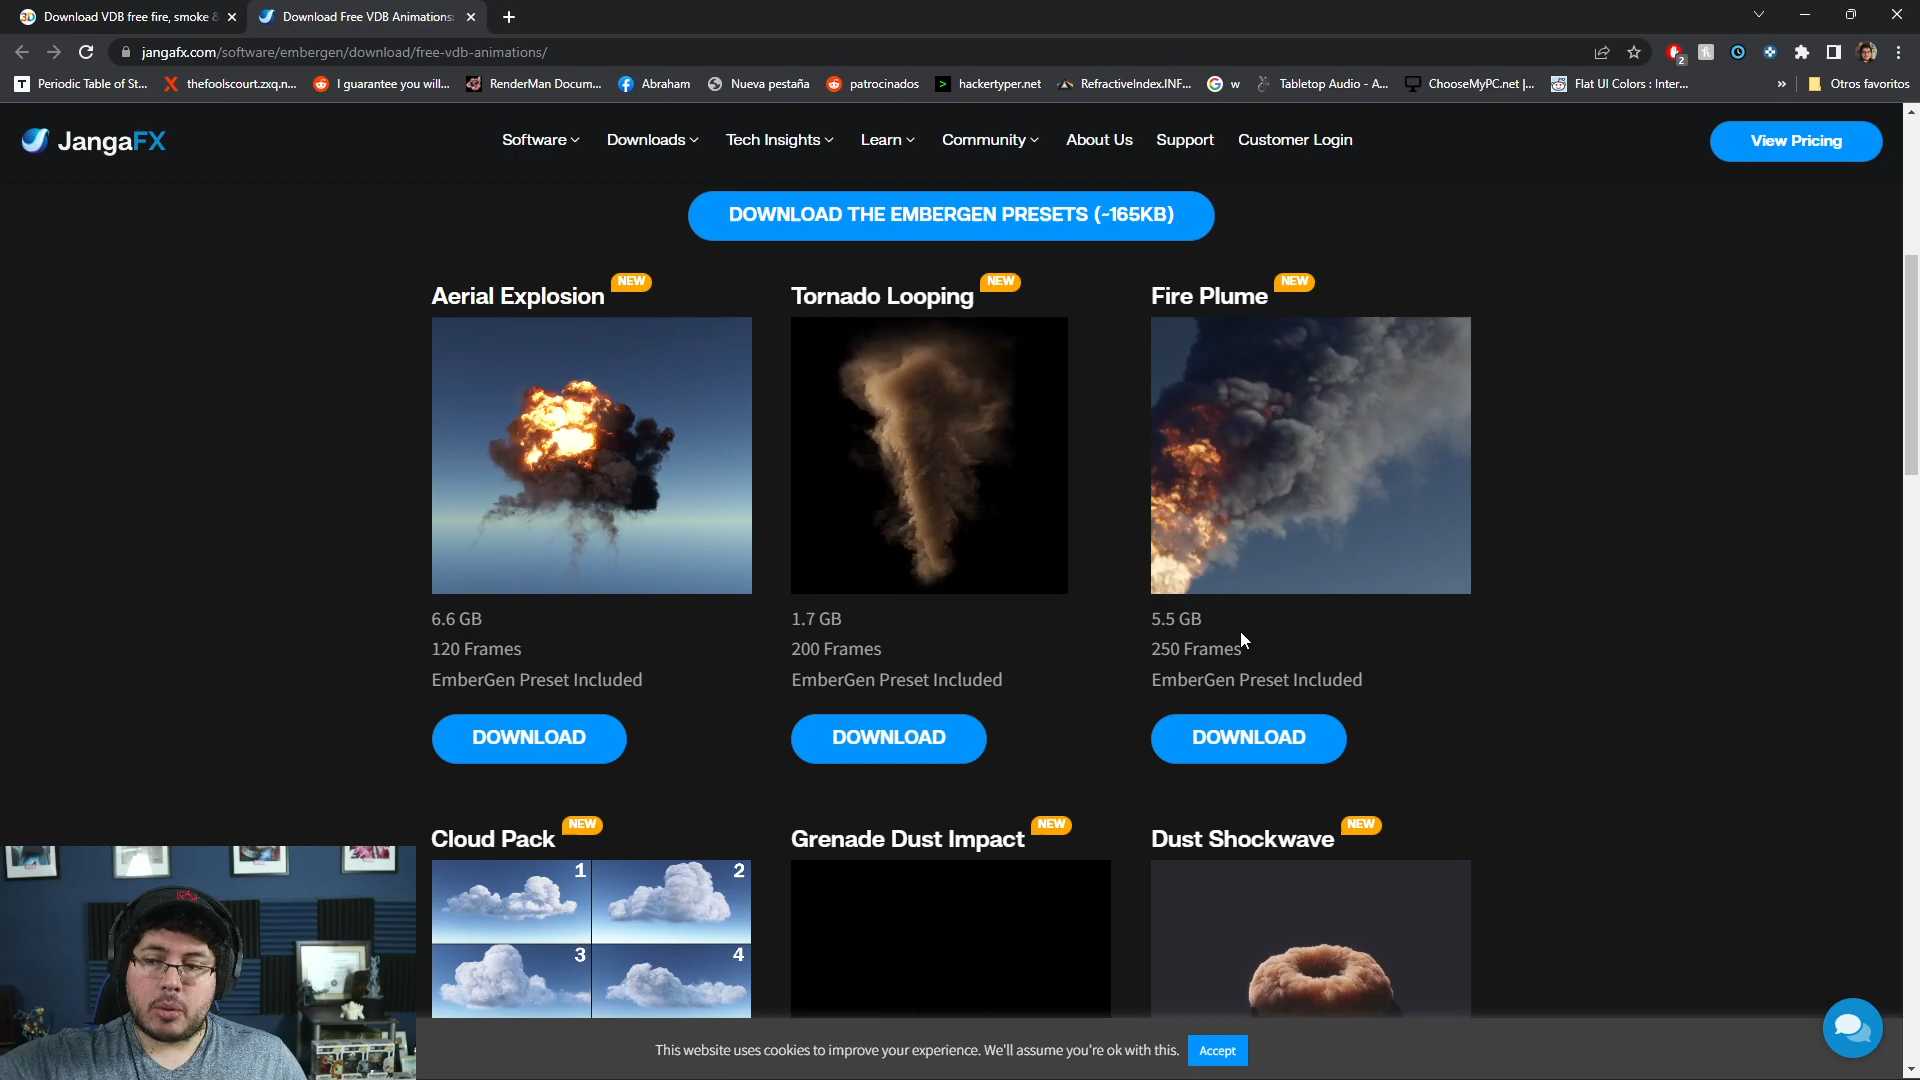 Download VDB free fire, smoke &
Download Free VDB Animations:
jangafx.com/software/embergen/download/free-vdb-animations/
2
Periodic Table of St...
thefoolscourt.zxq.n...
I guarantee you will...
RenderMan Docum...
Abraham
Nueva pestaña
patrocinados
hackertyper.net
RefractiveIndex.INF...
w
Tabletop Audio - A...
ChooseMyPC.net |...
Flat UI Colors : Inter...
»
Otros favoritos
JangaFX
Software
Downloads
Tech Insights
Learn
Community
About Us
Support
Customer Login
View Pricing
DOWNLOAD THE EMBERGEN PRESETS (~165KB)
Aerial Explosion NEW
Tornado Looping NEW
Fire Plume NEW
6.6 GB
120 Frames
EmberGen Preset Included
DOWNLOAD
1.7 GB
200 Frames
EmberGen Preset Included
DOWNLOAD
5.5 GB
250 Frames
EmberGen Preset Included
DOWNLOAD
Cloud Pack NEW
Grenade Dust Impact NEW
Dust Shockwave NEW
1
2
3
4
This website uses cookies to improve your experience. We'll assume you're ok with this.
Accept